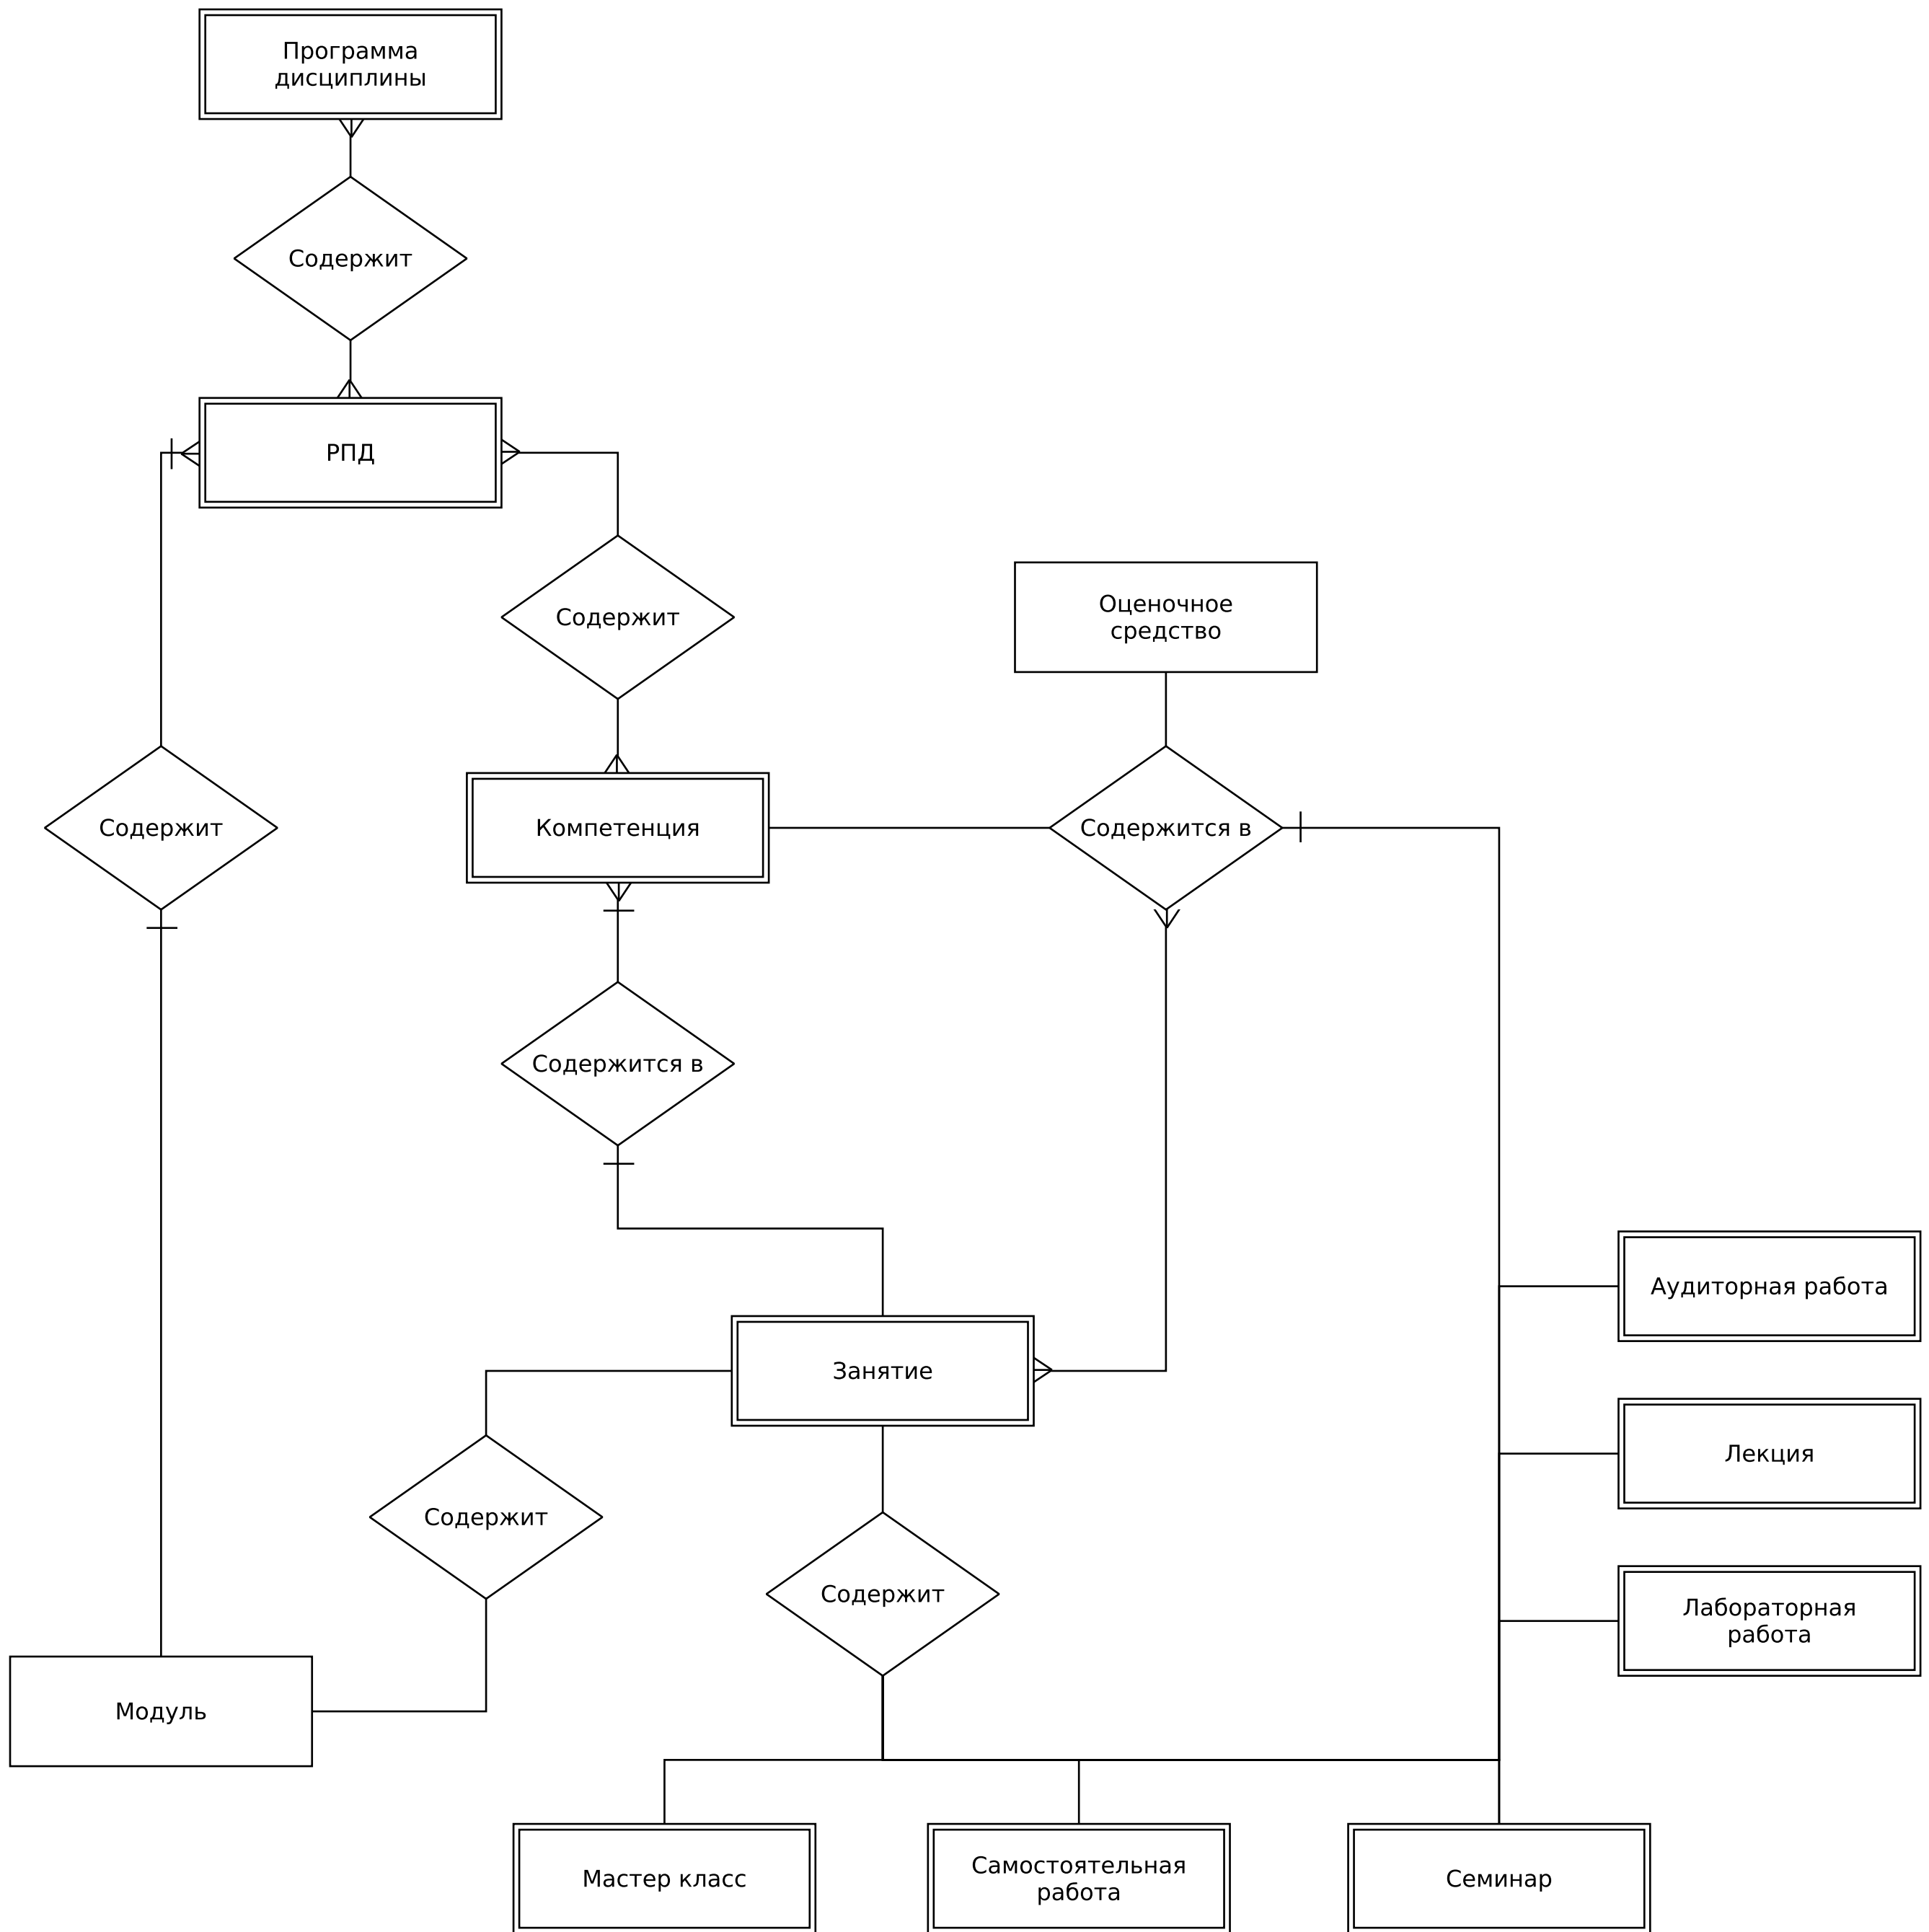 Программа
дисциплины
Содержит
РПД
Содержит
Оценочное
средство
Содержит
Компетенция
Содержится в
Содержится в
Аудиторная работа
Занятие
Лекция
Содержит
Содержит
Лабораторная
работа
Модуль
Мастер класс
Самостоятельная
работа
Семинар